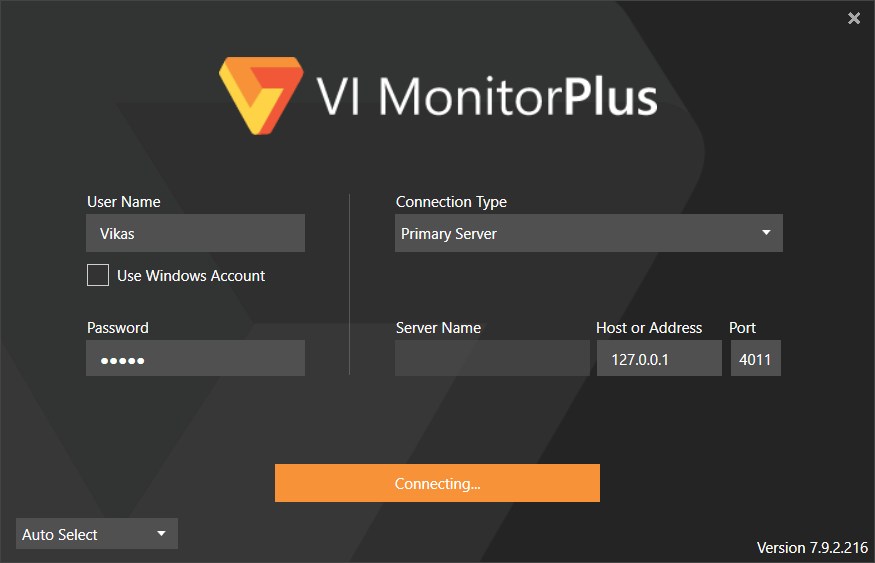 VI MonitorPlus
User Name
Vikas
Use Windows Account
Password
●●●●●
Connection Type
Primary Server
Server Name
Host or Address
Port
127.0.0.1
4011
Connecting...
Auto Select
Version 7.9.2.216